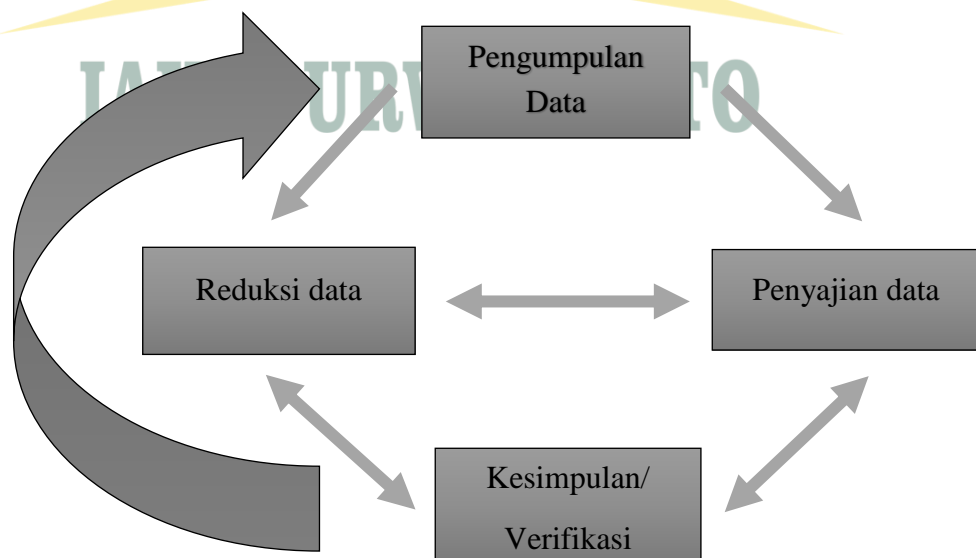 Pengumpulan
Data
Reduksi data
Penyajian data
Kesimpulan/
Verifikasi